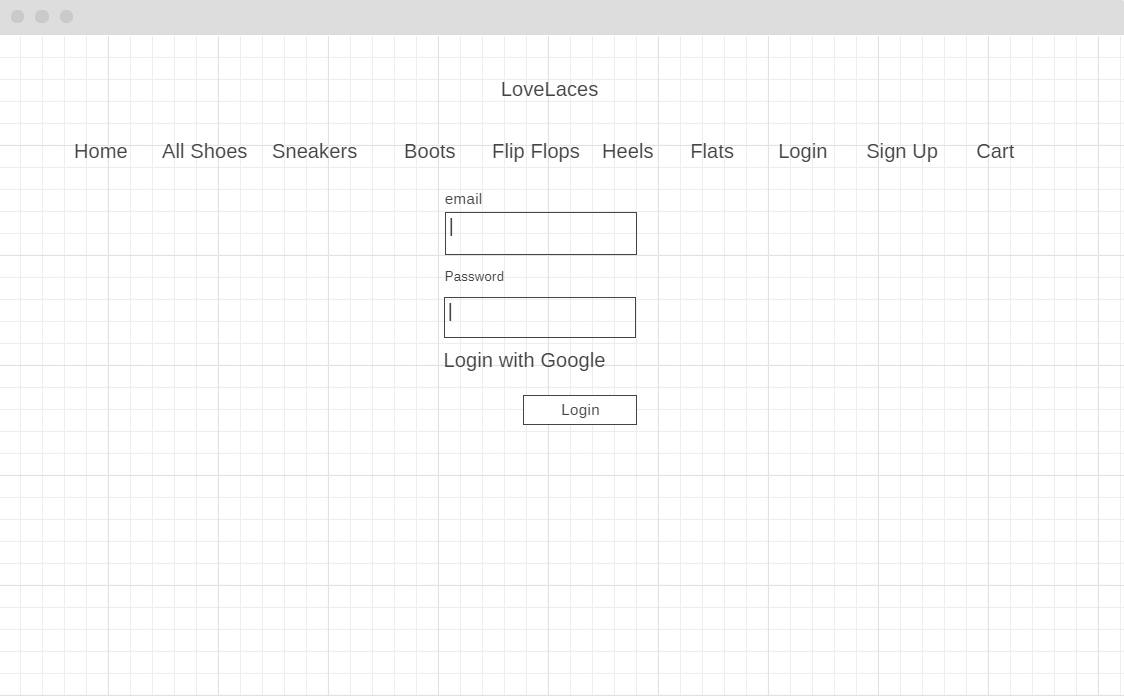 LoveLaces
Home All Shoes Sneakers Boots Flip Flops Heels Flats Login Sign Up Cart
email
Password
Login with Google
Login